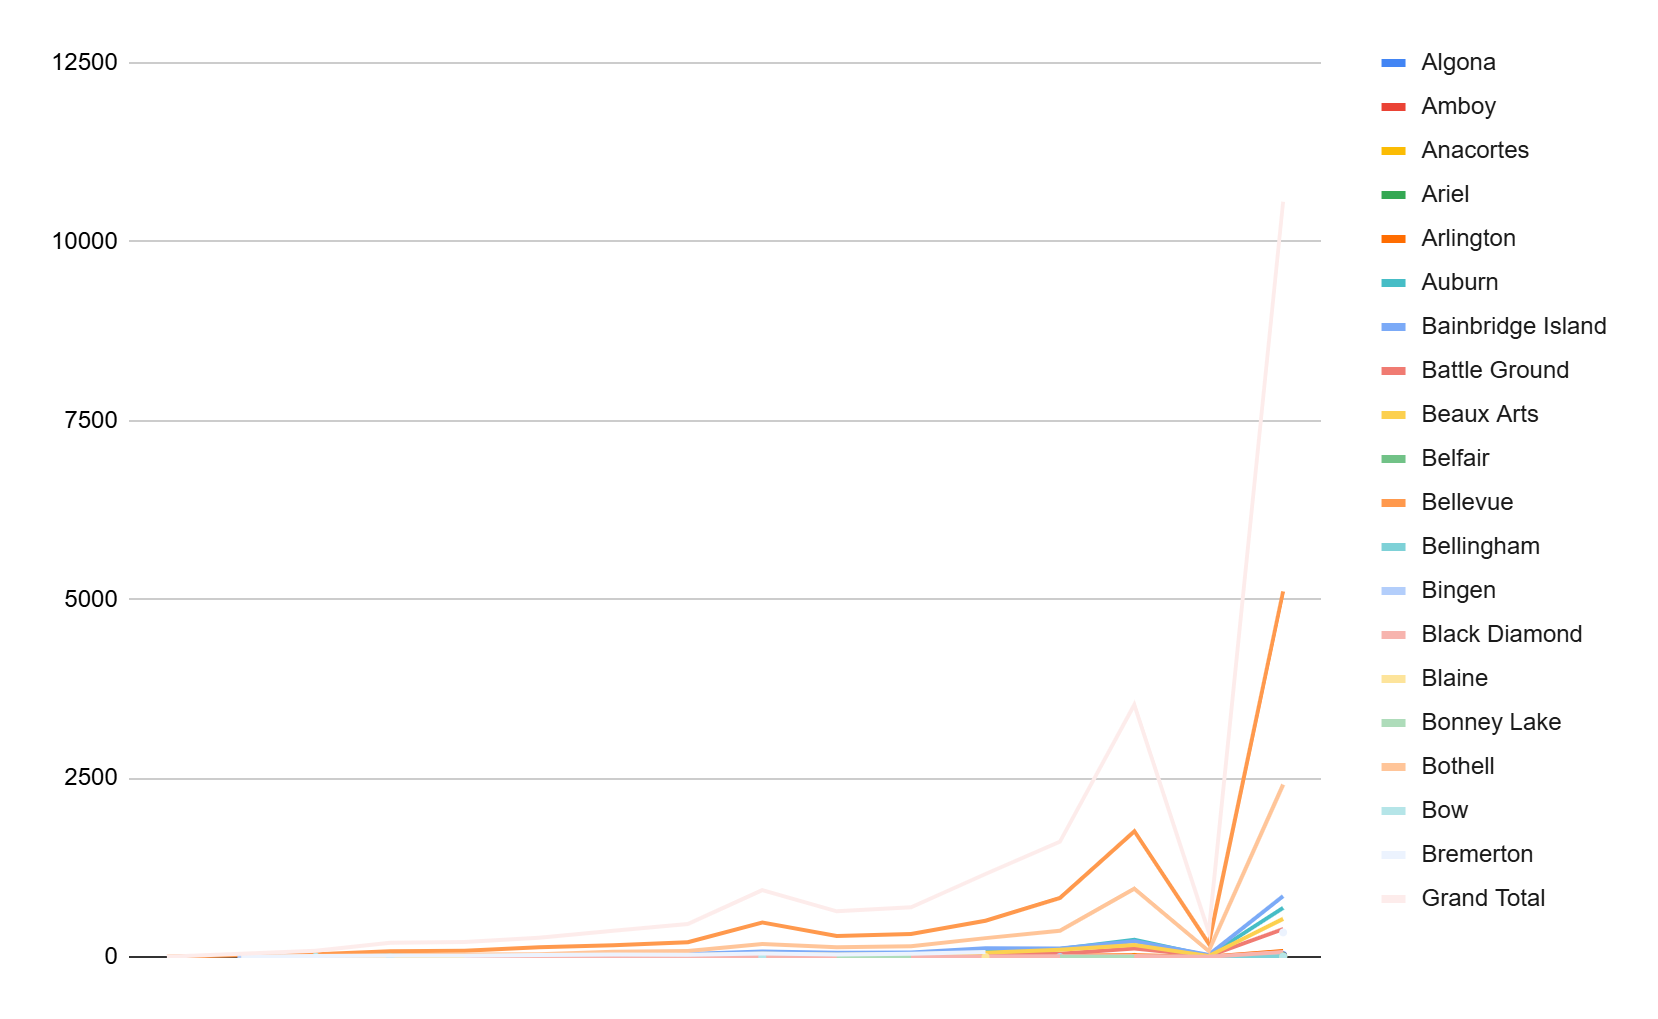 12500
10000
7500
5000
2500
0
Algona
Amboy
Anacortes
Ariel
Arlington
Auburn
Bainbridge Island
Battle Ground
Beaux Arts
Belfair
Bellevue
Bellingham
Bingen
Black Diamond
Blaine
Bonney Lake
Bothell
Bow
Bremerton
Grand Total